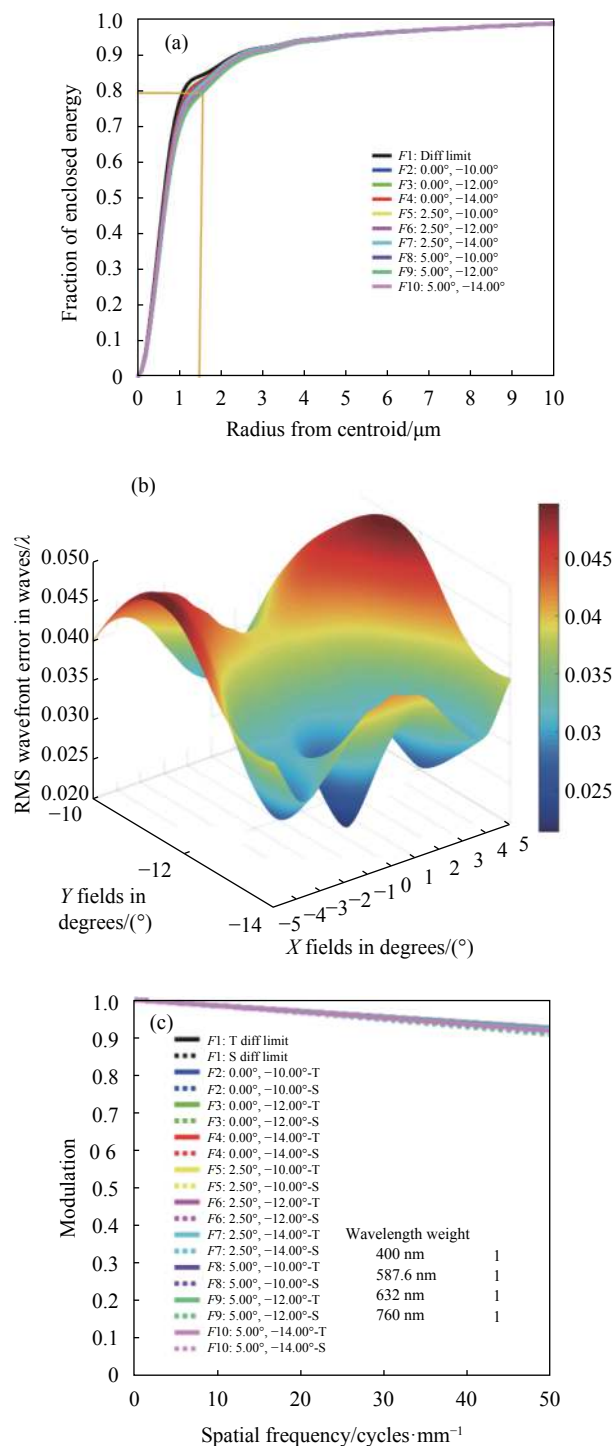 (a)
1.0
0.9
0.8
0.7
0.6
0.5
0.4
0.3
0.2
0.1
0
Fraction of enclosed energy
F1: Diff limit
F2: 0.00°, −10.00°
F3: 0.00°, −12.00°
F4: 0.00°, −14.00°
F5: 2.50°, −10.00°
F6: 2.50°, −12.00°
F7: 2.50°, −14.00°
F8: 5.00°, −10.00°
F9: 5.00°, −12.00°
F10: 5.00°, −14.00°
0 1 2 3 4 5 6 7 8 9 10
Radius from centroid/μm
(b)
RMS wavefront error in waves/λ
0.050
0.045
0.040
0.035
0.030
0.025
0.020
−10
−12
−14
Y fields in
degrees/(°)
−5 −4 −3 −2 −1 0 1 2 3 4 5
X fields in degrees/(°)
0.045
0.04
0.035
0.03
0.025
(c)
1.0
0.9
0.8
0.7
0 6
0.5
0.4
0.3
0.2
0.1
0
Modulation
F1: T diff limit
F1: S diff limit
F2: 0.00°, −10.00°-T
F2: 0.00°, −10.00°-S
F3: 0.00°, −12.00°-T
F3: 0.00°, −12.00°-S
F4: 0.00°, −14.00°-T
F4: 0.00°, −14.00°-S
F5: 2.50°, −10.00°-T
F5: 2.50°, −10.00°-S
F6: 2.50°, −12.00°-T
F6: 2.50°, −12.00°-S
F7: 2.50°, −14.00°-T
F7: 2.50°, −14.00°-S
F8: 5.00°, −10.00°-T
F8: 5.00°, −10.00°-S
F9: 5.00°, −12.00°-T
F9: 5.00°, −12.00°-S
F10: 5.00°, −14.00°-T
F10: 5.00°, −14.00°-S
Wavelength weight
400 nm 1
587.6 nm 1
632 nm 1
760 nm 1
0 10 20 30 40 50
Spatial frequency/cycles·mm⁻¹